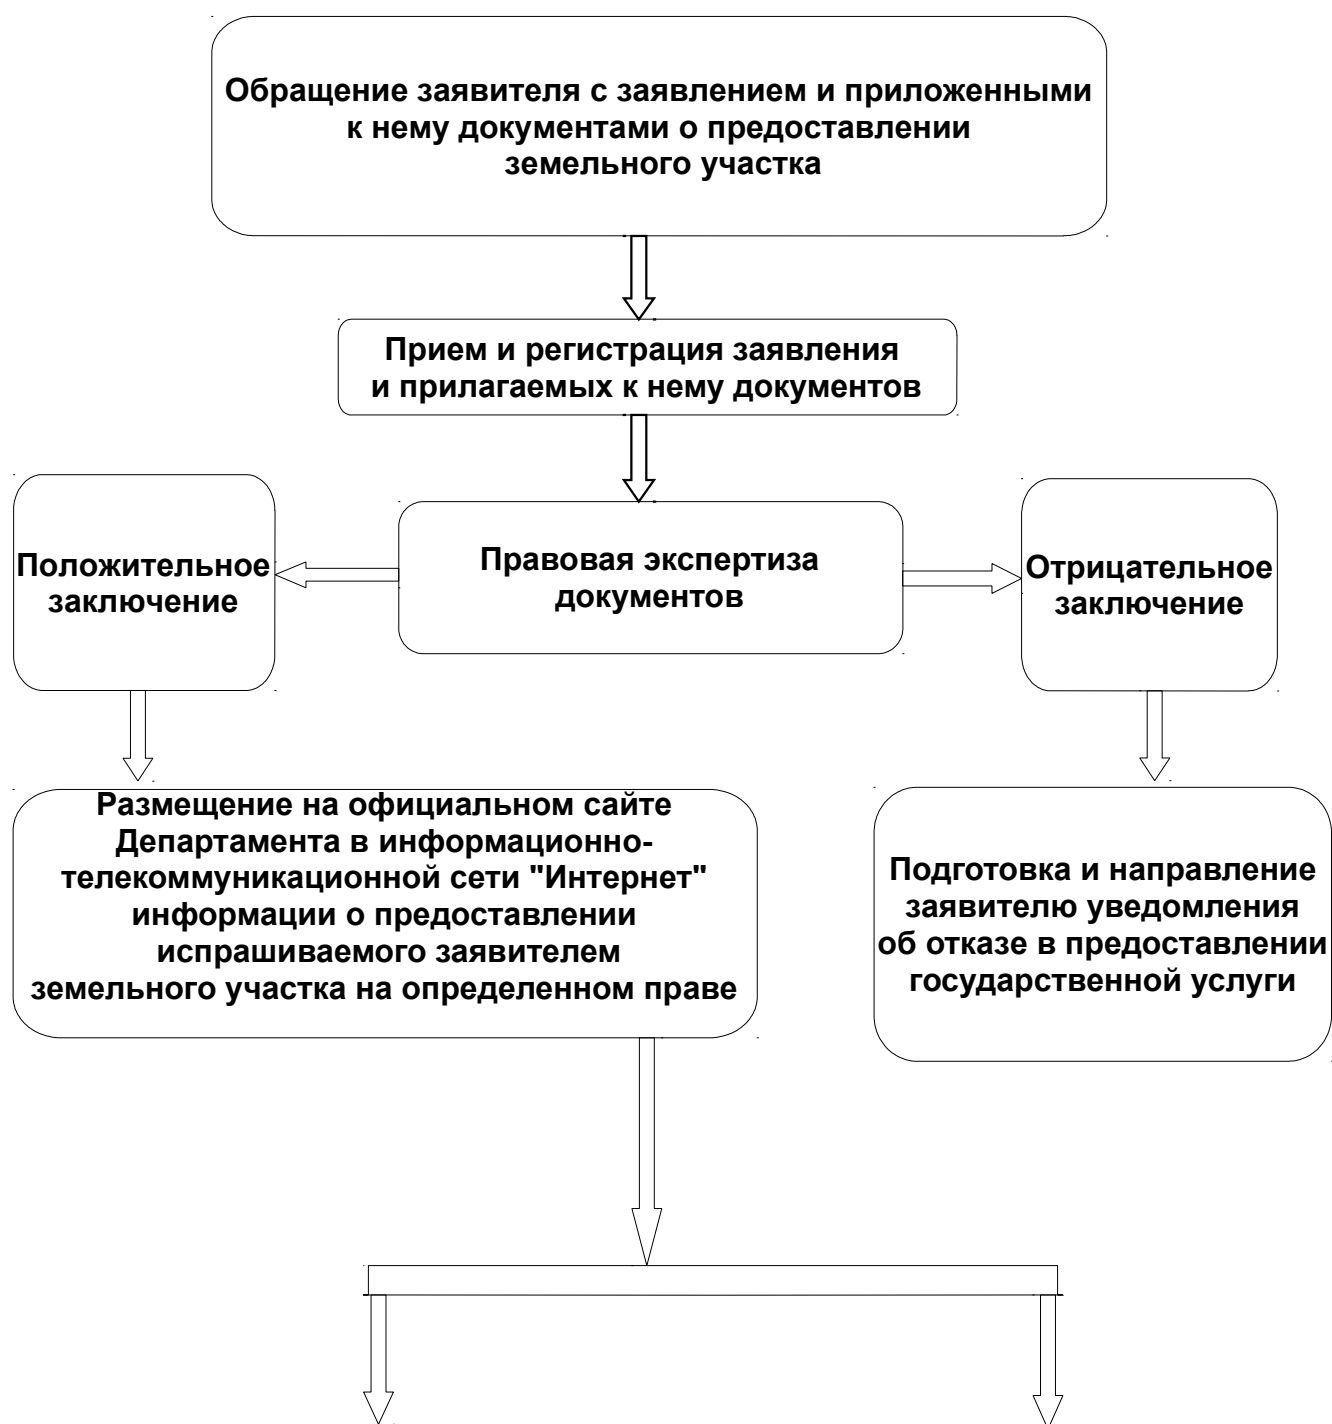 Обращение заявителя с заявлением и приложенными
к нему документами о предоставлении
земельного участка
Прием и регистрация заявления
и прилагаемых к нему документов
Положительное
заключение
Правовая экспертиза
документов
Отрицательное
заключение
Размещение на официальном сайте
Департамента в информационно-
телекоммуникационной сети "Интернет"
информации о предоставлении
испрашиваемого заявителем
земельного участка на определенном праве
Подготовка и направление
заявителю уведомления
об отказе в предоставлении
государственной услуги